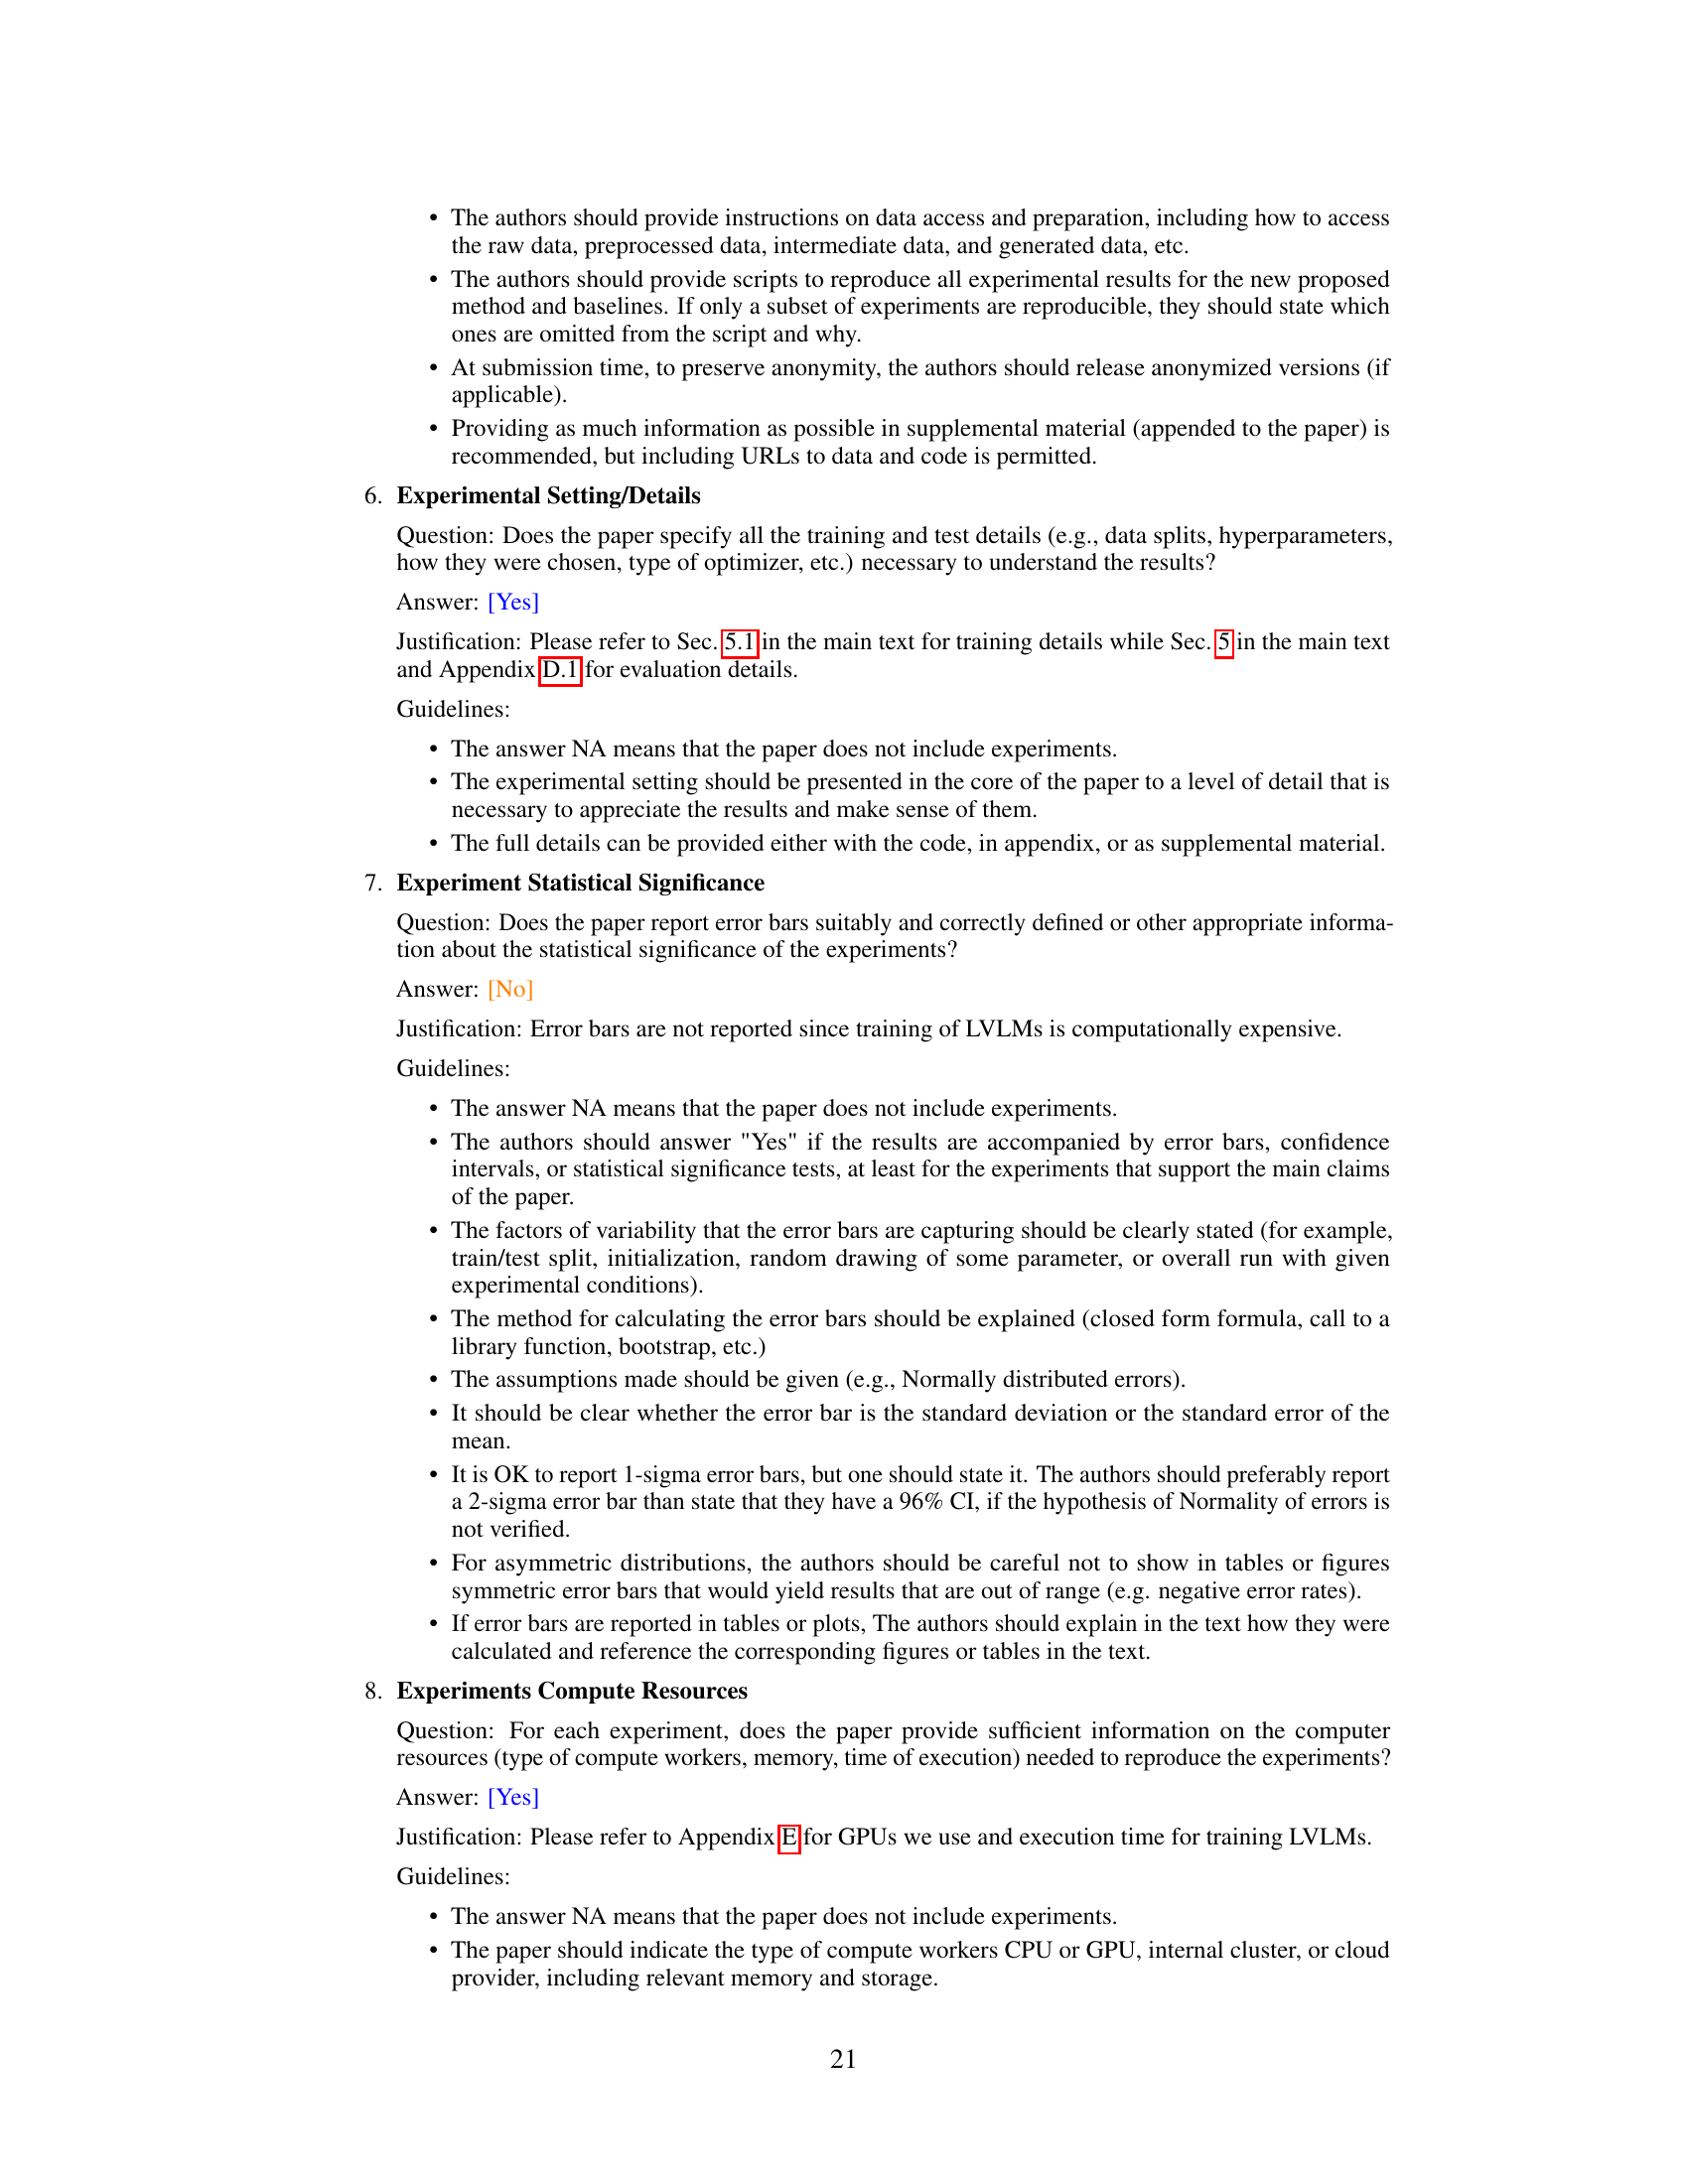 • The authors should provide instructions on data access and preparation, including how to access
the raw data, preprocessed data, intermediate data, and generated data, etc.
• The authors should provide scripts to reproduce all experimental results for the new proposed
method and baselines. If only a subset of experiments are reproducible, they should state which
ones are omitted from the script and why.
• At submission time, to preserve anonymity, the authors should release anonymized versions (if
applicable).
• Providing as much information as possible in supplemental material (appended to the paper) is
recommended, but including URLs to data and code is permitted.
6. Experimental Setting/Details
Question: Does the paper specify all the training and test details (e.g., data splits, hyperparameters,
how they were chosen, type of optimizer, etc.) necessary to understand the results?
Answer: [Yes]
Justification: Please refer to Sec. 5.1 in the main text for training details while Sec. 5 in the main text
and Appendix D.1 for evaluation details.
Guidelines:
• The answer NA means that the paper does not include experiments.
• The experimental setting should be presented in the core of the paper to a level of detail that is
necessary to appreciate the results and make sense of them.
• The full details can be provided either with the code, in appendix, or as supplemental material.
7. Experiment Statistical Significance
Question: Does the paper report error bars suitably and correctly defined or other appropriate informa-
tion about the statistical significance of the experiments?
Answer: [No]
Justification: Error bars are not reported since training of LVLMs is computationally expensive.
Guidelines:
• The answer NA means that the paper does not include experiments.
• The authors should answer "Yes" if the results are accompanied by error bars, confidence
intervals, or statistical significance tests, at least for the experiments that support the main claims
of the paper.
• The factors of variability that the error bars are capturing should be clearly stated (for example,
train/test split, initialization, random drawing of some parameter, or overall run with given
experimental conditions).
• The method for calculating the error bars should be explained (closed form formula, call to a
library function, bootstrap, etc.)
• The assumptions made should be given (e.g., Normally distributed errors).
• It should be clear whether the error bar is the standard deviation or the standard error of the
mean.
• It is OK to report 1-sigma error bars, but one should state it. The authors should preferably report
a 2-sigma error bar than state that they have a 96% CI, if the hypothesis of Normality of errors is
not verified.
• For asymmetric distributions, the authors should be careful not to show in tables or figures
symmetric error bars that would yield results that are out of range (e.g. negative error rates).
• If error bars are reported in tables or plots, The authors should explain in the text how they were
calculated and reference the corresponding figures or tables in the text.
8. Experiments Compute Resources
Question: For each experiment, does the paper provide sufficient information on the computer
resources (type of compute workers, memory, time of execution) needed to reproduce the experiments?
Answer: [Yes]
Justification: Please refer to Appendix E for GPUs we use and execution time for training LVLMs.
Guidelines:
• The answer NA means that the paper does not include experiments.
• The paper should indicate the type of compute workers CPU or GPU, internal cluster, or cloud
provider, including relevant memory and storage.
21